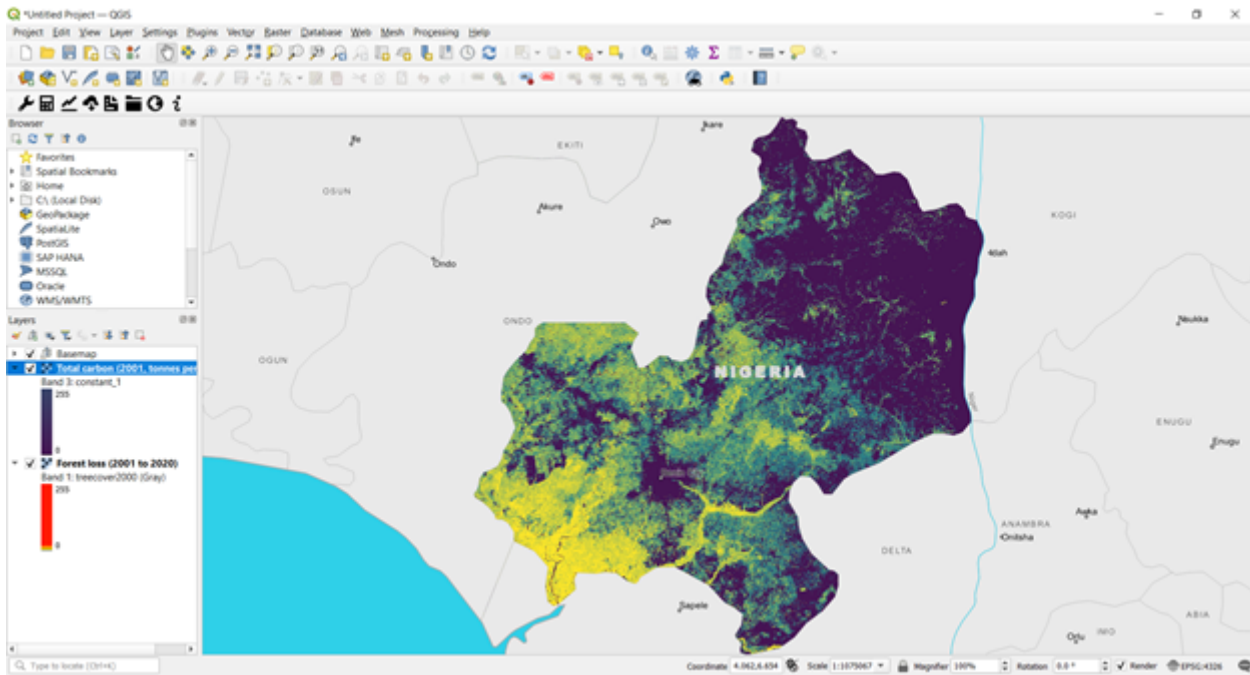 *Untitled Project — QGIS
Project Edit View Layer Settings Plugins Vector Raster Database Web Mesh Processing Help
Browser
Favorites
Spatial Bookmarks
Home
C:\ (Local Disk)
GeoPackage
SpatiaLite
PostGIS
SAP HANA
MSSQL
Oracle
WMS/WMTS
Layers
Basemap
Total carbon (2001, tonnes per
Band 3: constant_1
255
0
Forest loss (2001 to 2020)
Band 1: treecover2000 (Gray)
255
0
Ife
EKITI
Ikare
OSUN
Akure
Owo
KOGI
Ondo
Idah
ONDO
Nsukka
OGUN
NIGERIA
ENUGU
Enugu
ANAMBRA
Awka
Onitsha
DELTA
Sapele
ABIA
Orlu
IMO
Type to locate (Ctrl+K)
Coordinate 4.062,6.654 Scale 1:1075067 Magnifier 100% Rotation 0.0 ° Render EPSG:4326